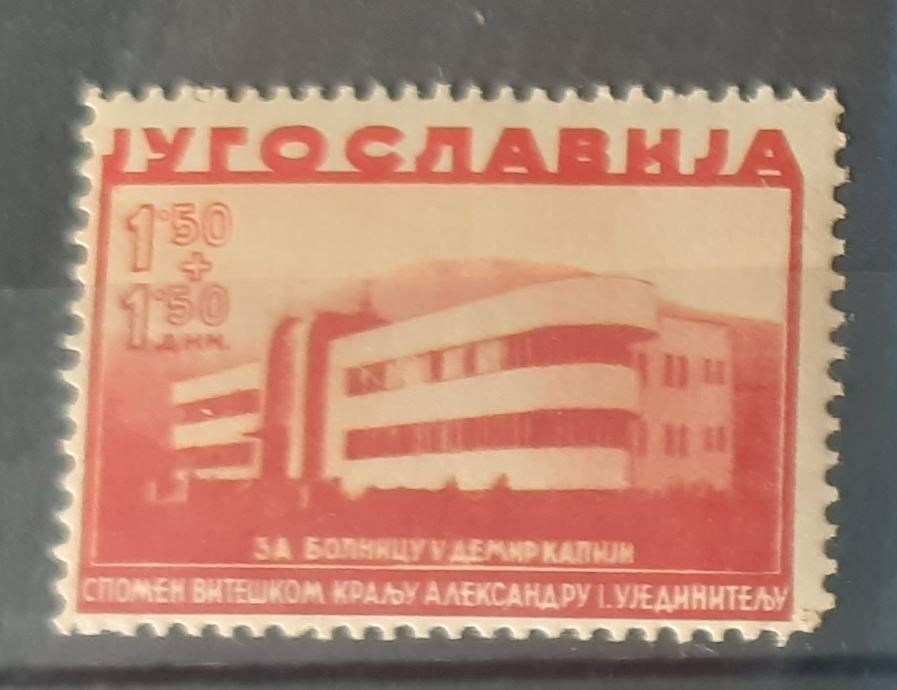 ЈУГОСЛАВИЈА
1·50
+
1·50
ДИН.
ЗА БОЛНИЦУ У ДЕМИР КАПИЈИ
СПОМЕН ВИТЕШКОМ КРАЉУ АЛЕКСАНДРУ I. УЈЕДИНИТЕЉУ